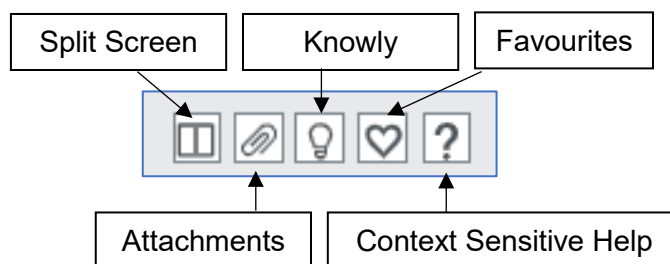 Split Screen
Knowly
Favourites
?
Attachments
Context Sensitive Help